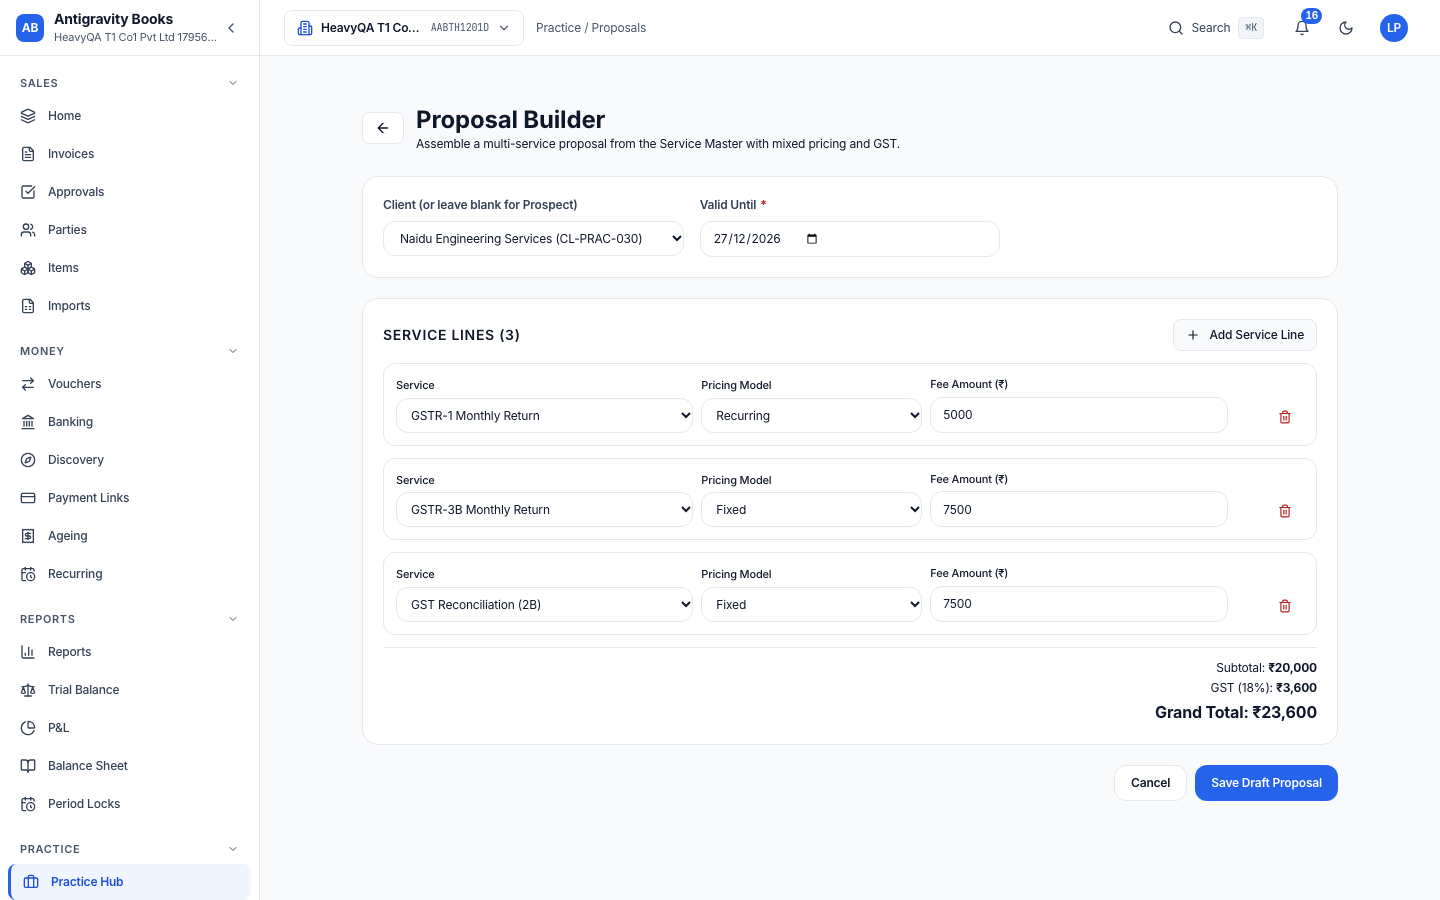 AB
Antigravity Books
HeavyQA T1 Co1 Pvt Ltd 17956...
SALES
Home
Invoices
Approvals
Parties
Items
Imports
MONEY
Vouchers
Banking
Discovery
Payment Links
Ageing
Recurring
REPORTS
Reports
Trial Balance
P&L
Balance Sheet
Period Locks
PRACTICE
Practice Hub
HeavyQA T1 Co... AABTH1201D
Practice / Proposals
Search ⌘K
16
LP
Proposal Builder
Assemble a multi-service proposal from the Service Master with mixed pricing and GST.
Client (or leave blank for Prospect)
Naidu Engineering Services (CL-PRAC-030)
Valid Until *
27/12/2026
SERVICE LINES (3)
Add Service Line
Service Pricing Model Fee Amount (₹)
GSTR-1 Monthly Return Recurring 5000
Service Pricing Model Fee Amount (₹)
GSTR-3B Monthly Return Fixed 7500
Service Pricing Model Fee Amount (₹)
GST Reconciliation (2B) Fixed 7500
Subtotal: ₹20,000
GST (18%): ₹3,600
Grand Total: ₹23,600
Cancel
Save Draft Proposal